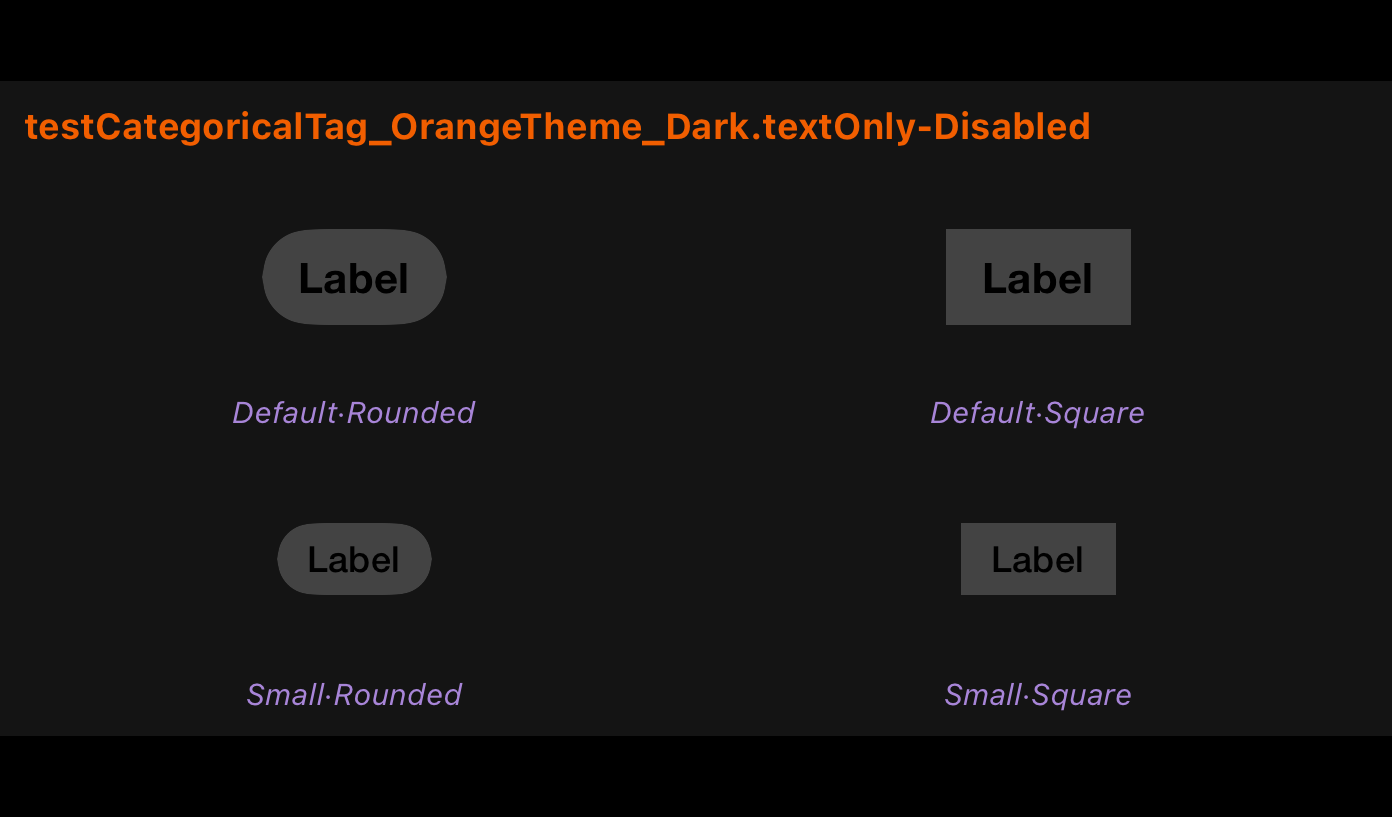 testCategoricalTag_OrangeTheme_Dark.textOnly-Disabled
Label
Label
Default·Rounded
Default·Square
Label
Label
Small·Rounded
Small·Square